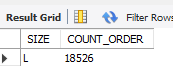 Result Grid Filter Rows
SIZE COUNT_ORDER
L 18526